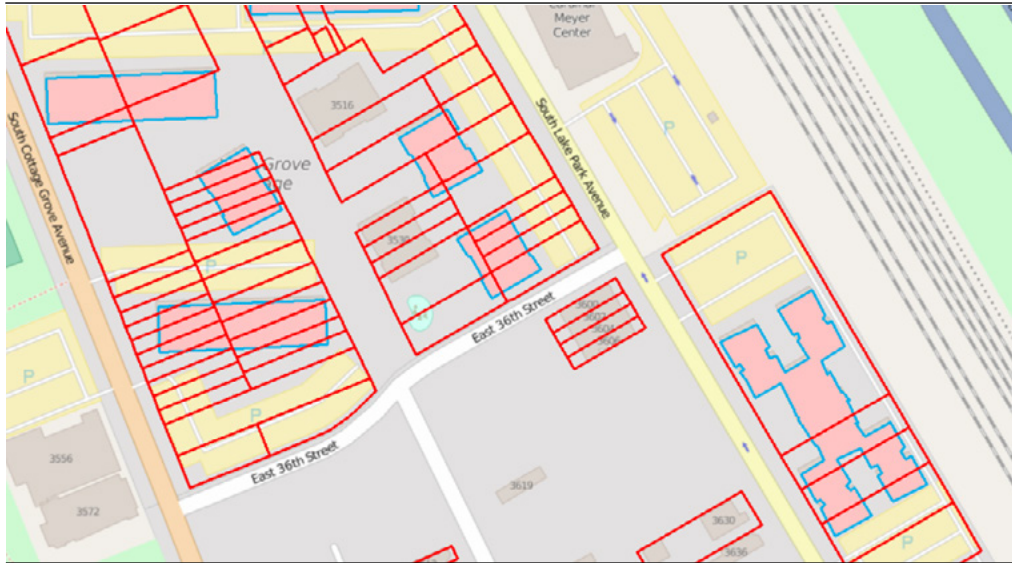 Meyer
Center
3516
South Cottage Grove Avenue
South Lake Park Avenue
P
Grove
3530
P
P
East 36th Street
3600
3602
3604
3606
P
P
East 36th Street
3556
3572
3619
3630
3636
P